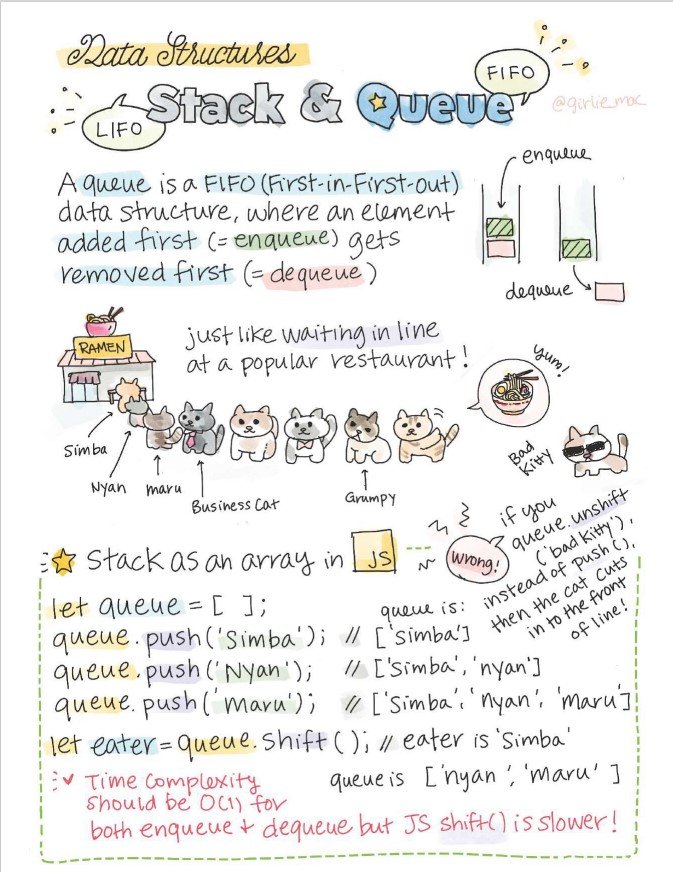 Data Structures
Stack & Queue
LIFO
FIFO
@girlie_mac
A queue is a FIFO (First-in-First-out)
data structure, where an element
added first (= enqueue) gets
removed first (= dequeue)
enqueue
dequeue
just like waiting in line
at a popular restaurant!
RAMEN
Yum!
Simba
Nyan
maru
Business Cat
Grumpy
Bad
Kitty
if you
queue.unshift
('bad kitty'),
instead of push(),
then the cat cuts
in to the front
of line!
wrong!
Stack as an array in JS
let queue = [ ];
queue is:
queue.push('Simba'); // ['simba']
queue.push('Nyan'); // ['Simba', 'nyan']
queue.push('maru'); // ['Simba', 'nyan', 'maru']
let eater = queue.shift(); // eater is 'Simba'
queue is ['nyan', 'maru']
Time complexity
should be O(1) for
both enqueue + dequeue but JS shift() is slower!